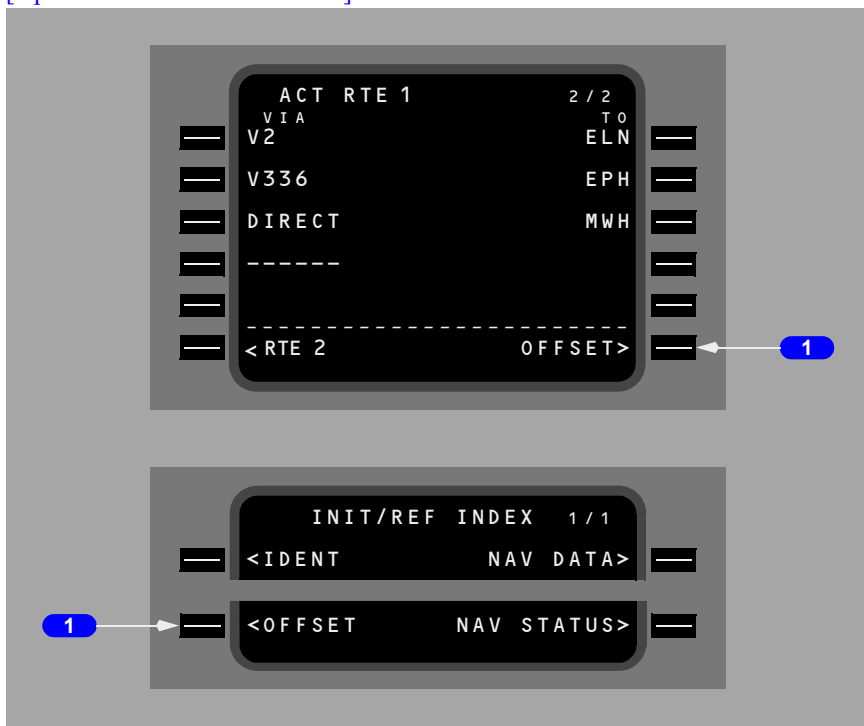 ACT RTE 1 2/2
VIA TO
V2 ELN
V336 EPH
DIRECT MWH
------
------------------------
<RTE 2 OFFSET>
1
INIT/REF INDEX 1/1
<IDENT NAV DATA>
1
<OFFSET NAV STATUS>